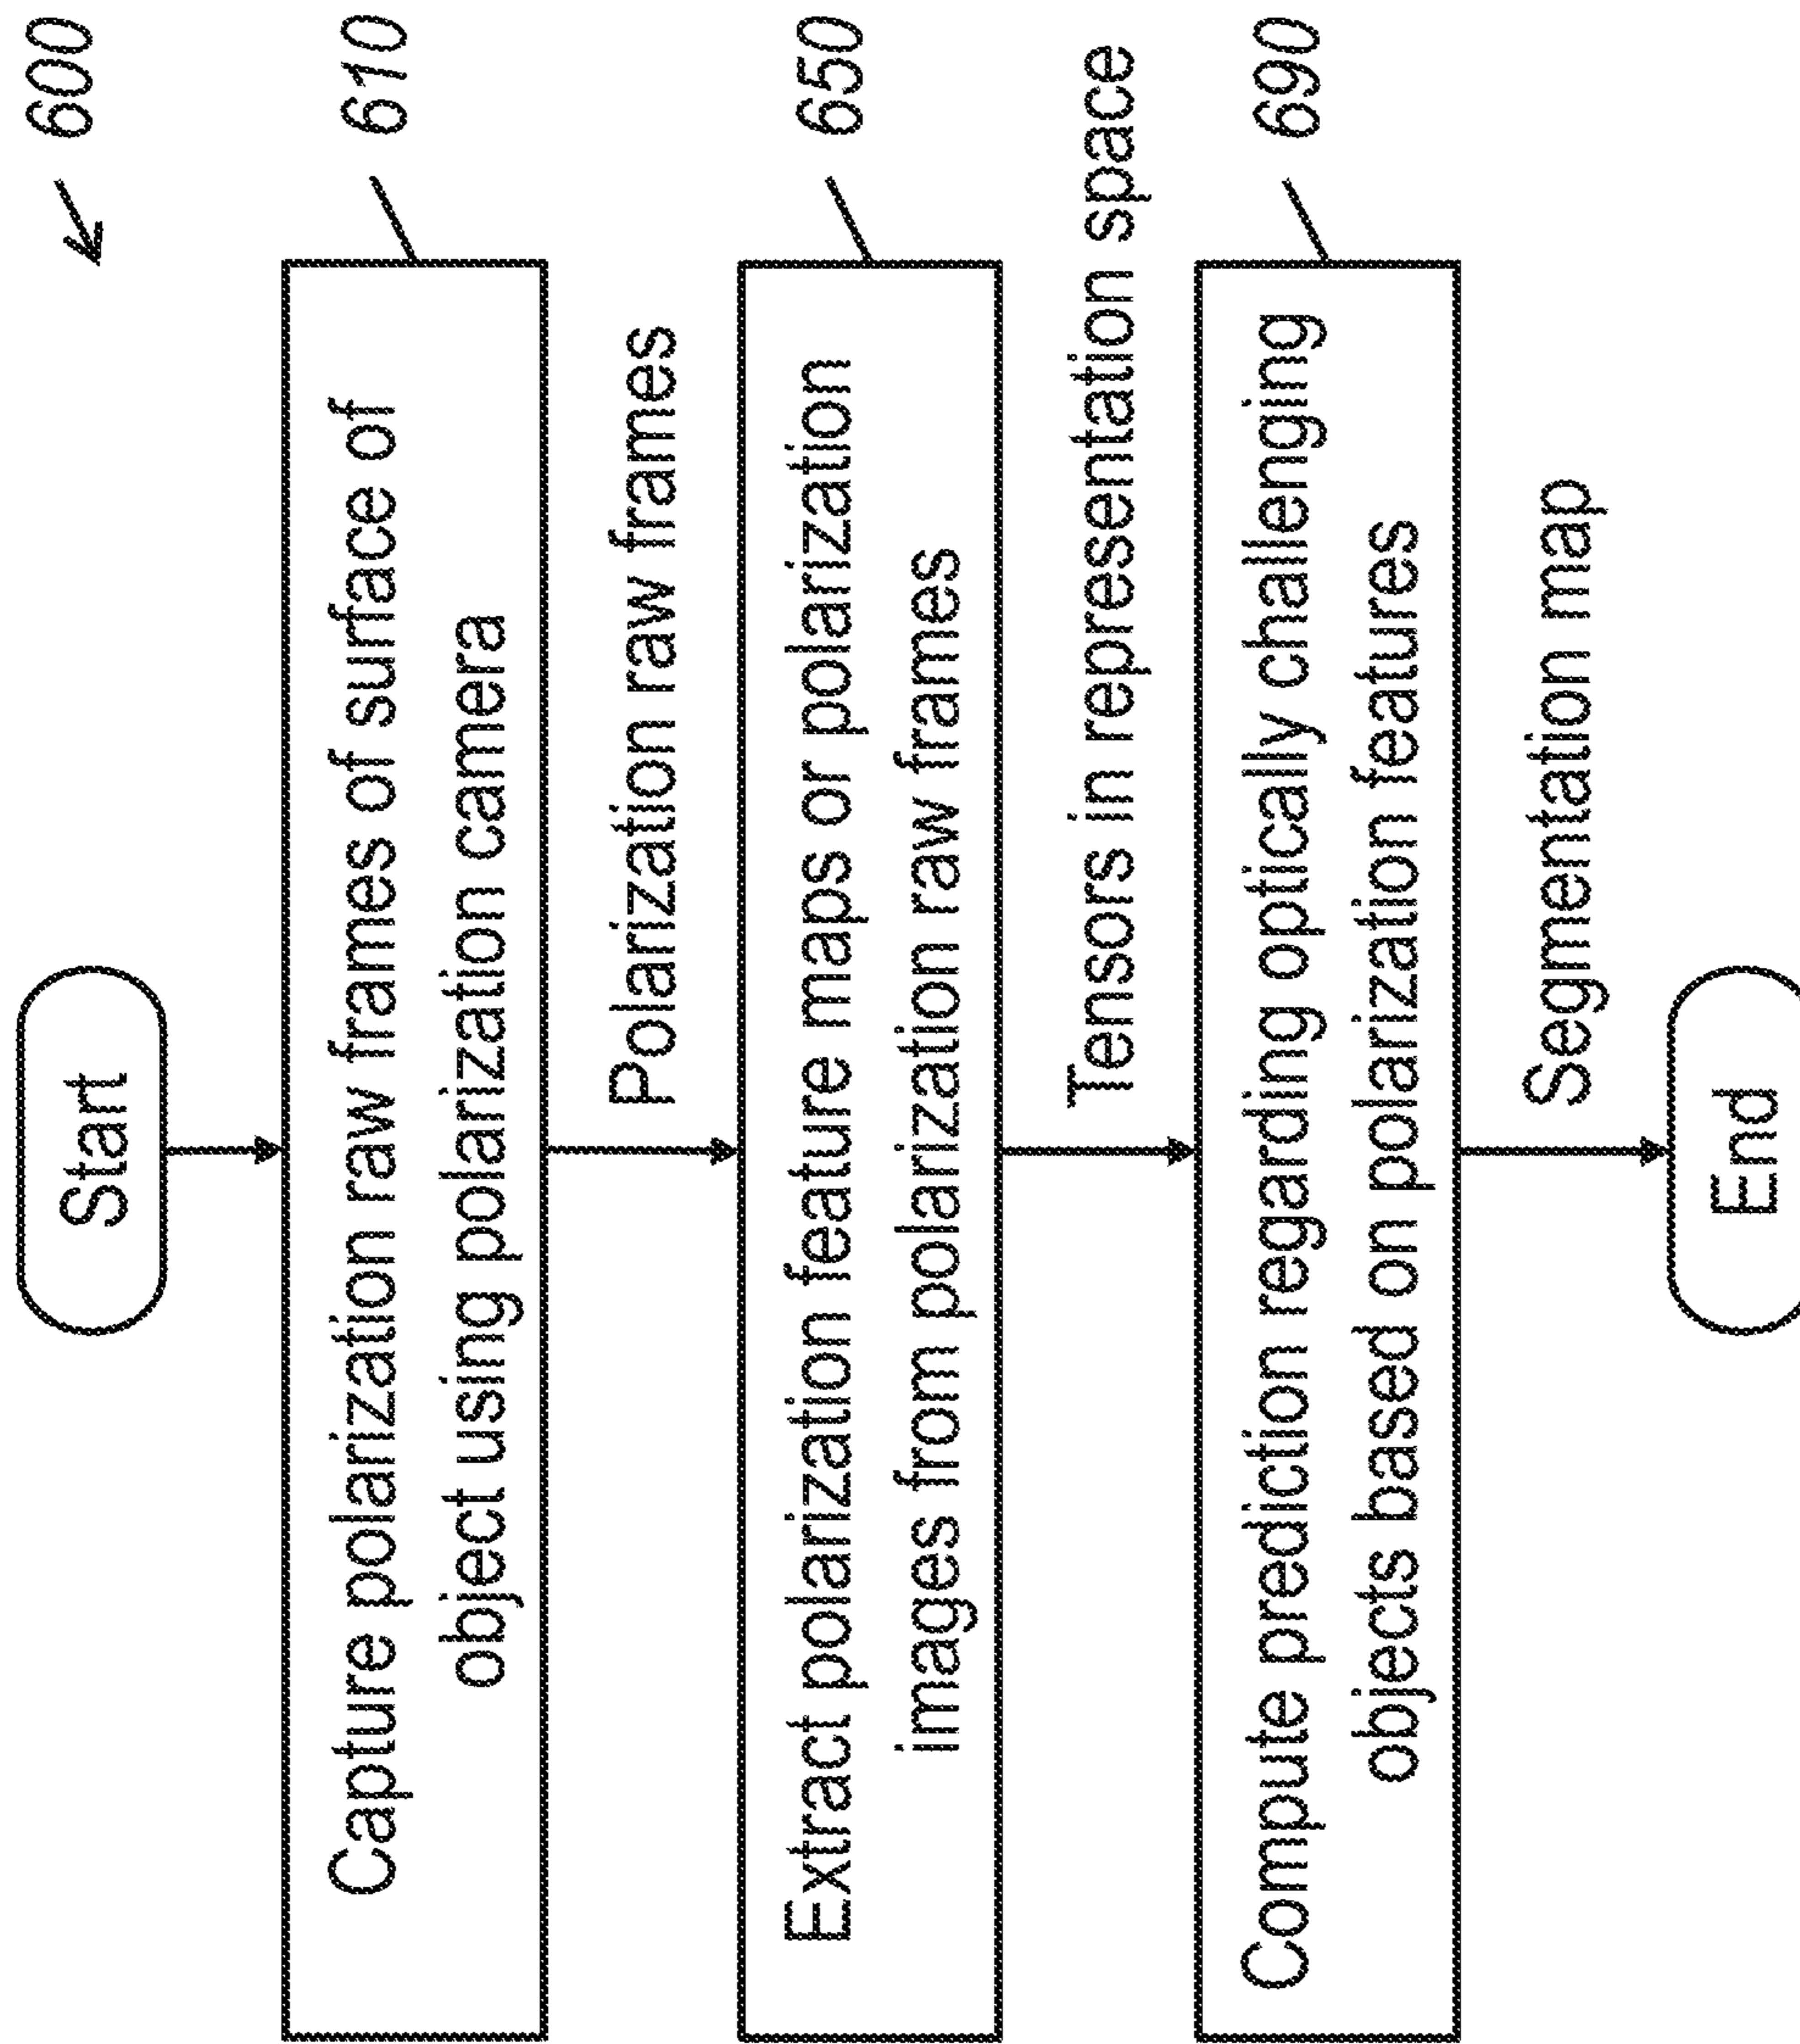 600
Start
610
Capture polarization raw frames of surface of
object using polarization camera
Polarization raw frames
650
Extract polarization feature maps or polarization
images from polarization raw frames
Tensors in representation space
690
Compute prediction regarding optically challenging
objects based on polarization features
Segmentation map
End